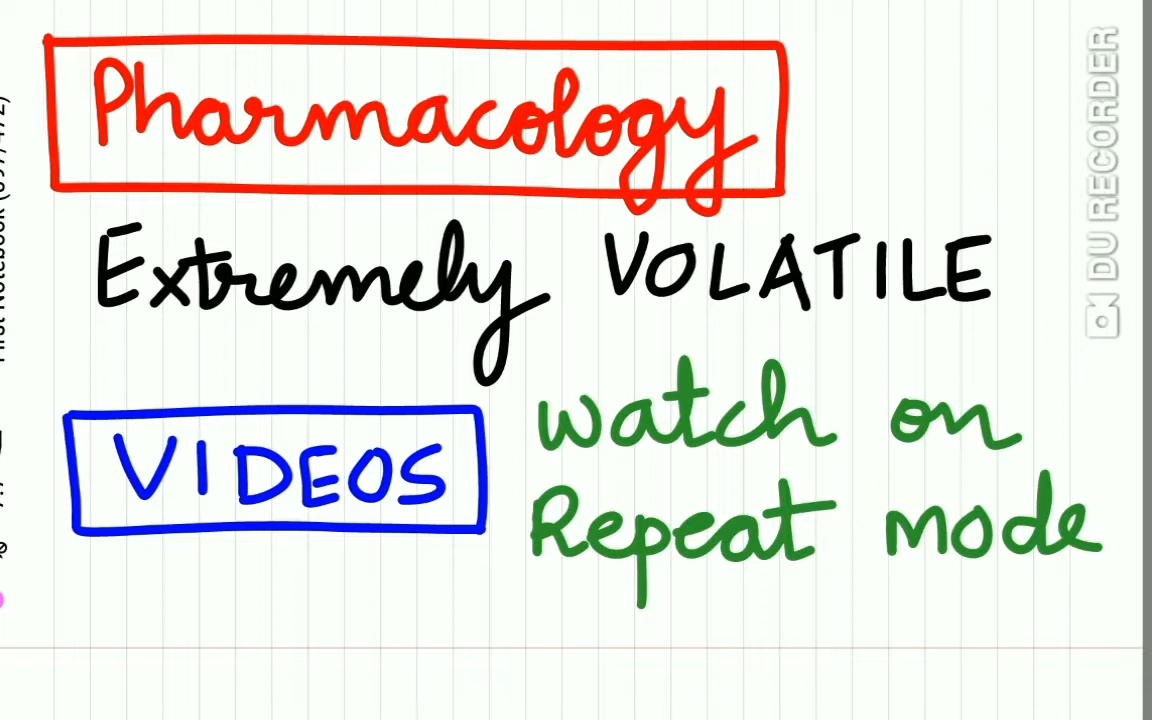 Pharmacology
Extremely VOLATILE
VIDEOS
watch on
Repeat mode
DU RECORDER